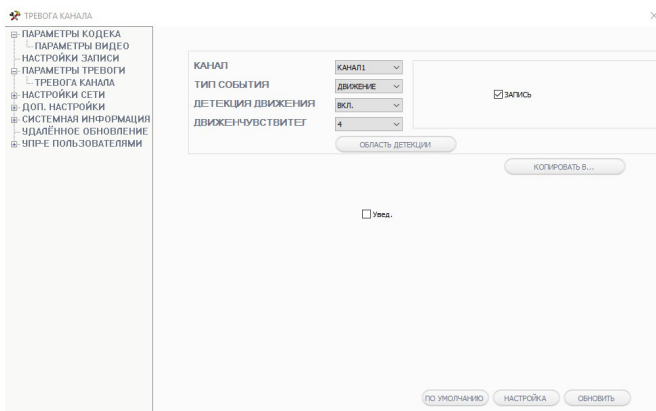 ТРЕВОГА КАНАЛА
ПАРАМЕТРЫ КОДЕКА
ПАРАМЕТРЫ ВИДЕО
НАСТРОЙКИ ЗАПИСИ
ПАРАМЕТРЫ ТРЕВОГИ
ТРЕВОГА КАНАЛА
НАСТРОЙКИ СЕТИ
ДОП. НАСТРОЙКИ
СИСТЕМНАЯ ИНФОРМАЦИЯ
УДАЛЁННОЕ ОБНОВЛЕНИЕ
УПР-Е ПОЛЬЗОВАТЕЛЯМИ
КАНАЛ КАНАЛ1
ТИП СОБЫТИЯ ДВИЖЕНИЕ
ЗАПИСЬ
ДЕТЕКЦИЯ ДВИЖЕНИЯ ВКЛ.
ДВИЖЕНЧУВСТВИТЕГ 4
ОБЛАСТЬ ДЕТЕКЦИИ
КОПИРОВАТЬ В...
Увед.
ПО УМОЛЧАНИЮ НАСТРОЙКА ОБНОВИТЬ